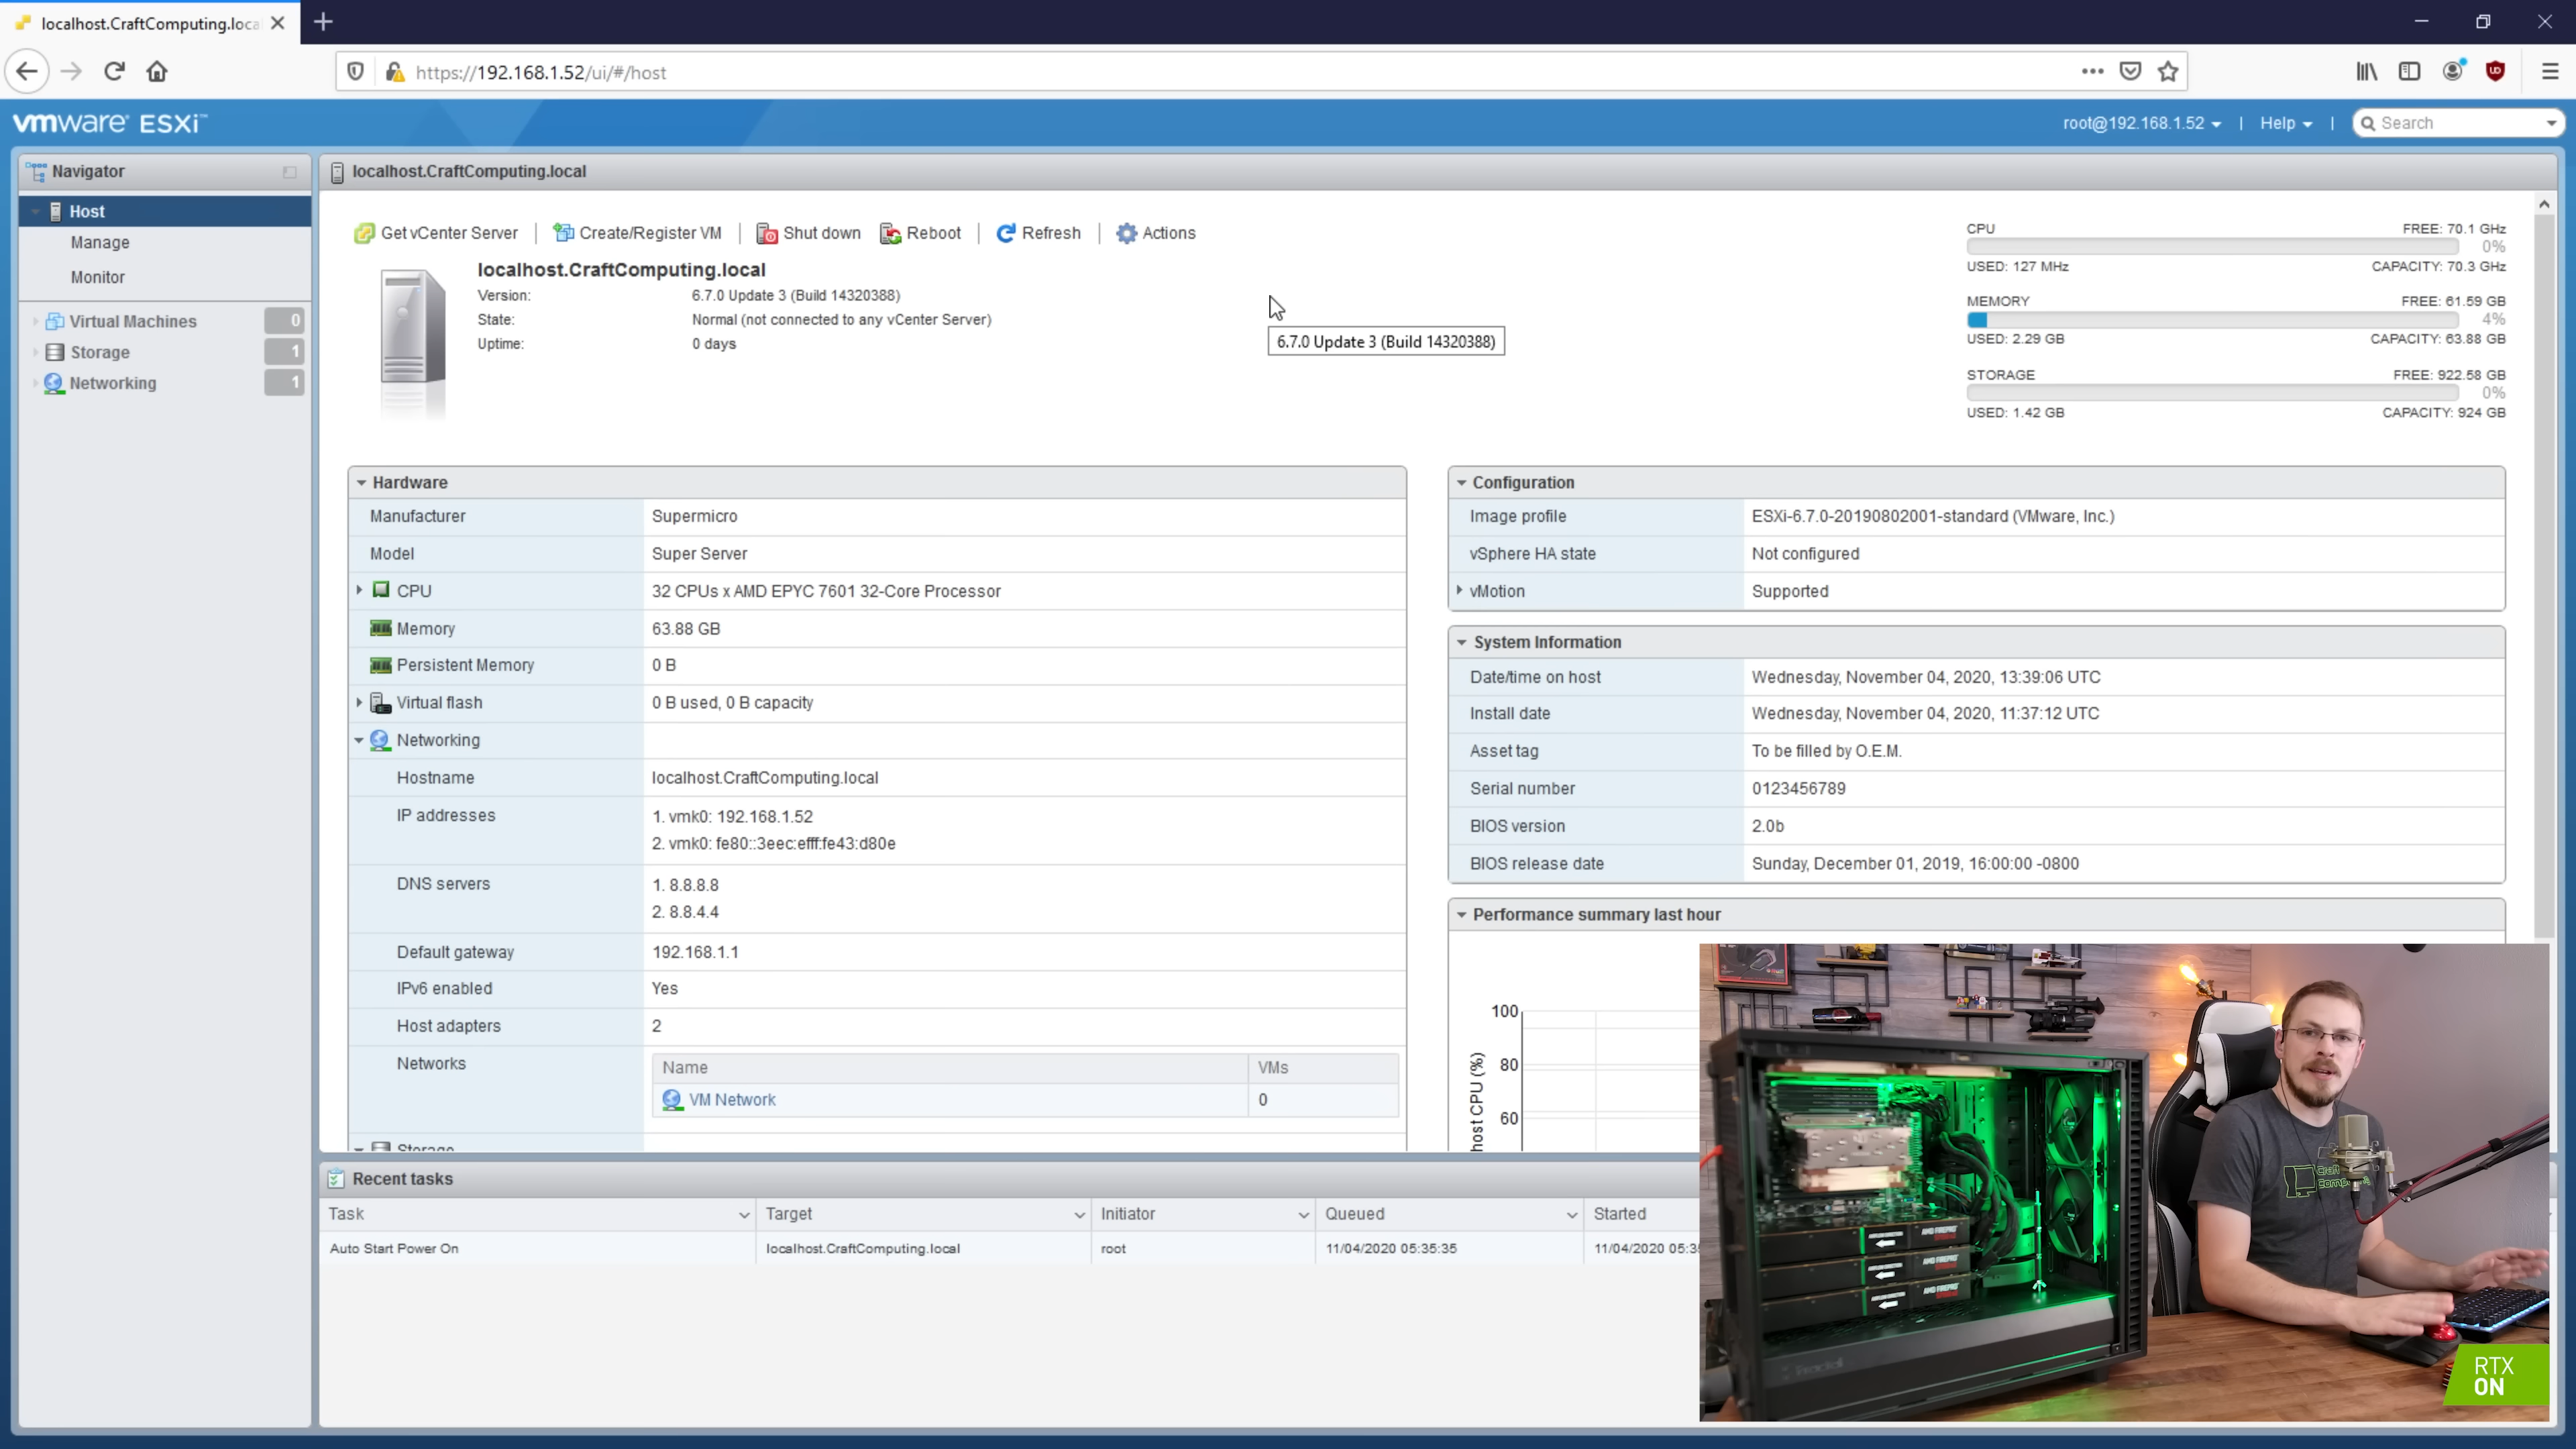 localhost.CraftComputing.loca
https://192.168.1.52/ui/#/host
vmware ESXi™
root@192.168.1.52
Help
Search
Navigator
Host
Manage
Monitor
Virtual Machines 0
Storage 1
Networking 1
localhost.CraftComputing.local
Get vCenter Server
Create/Register VM
Shut down
Reboot
Refresh
Actions
localhost.CraftComputing.local
Version: 6.7.0 Update 3 (Build 14320388)
State: Normal (not connected to any vCenter Server)
Uptime: 0 days
6.7.0 Update 3 (Build 14320388)
CPU FREE: 70.1 GHz
0%
USED: 127 MHz CAPACITY: 70.3 GHz
MEMORY FREE: 61.59 GB
4%
USED: 2.29 GB CAPACITY: 63.88 GB
STORAGE FREE: 922.58 GB
0%
USED: 1.42 GB CAPACITY: 924 GB
Hardware
Manufacturer Supermicro
Model Super Server
CPU 32 CPUs x AMD EPYC 7601 32-Core Processor
Memory 63.88 GB
Persistent Memory 0 B
Virtual flash 0 B used, 0 B capacity
Networking
Hostname localhost.CraftComputing.local
IP addresses 1. vmk0: 192.168.1.52
2. vmk0: fe80::3eec:efff:fe43:d80e
DNS servers 1. 8.8.8.8
2. 8.8.4.4
Default gateway 192.168.1.1
IPv6 enabled Yes
Host adapters 2
Networks Name VMs
VM Network 0
Storage
Configuration
Image profile ESXi-6.7.0-20190802001-standard (VMware, Inc.)
vSphere HA state Not configured
vMotion Supported
System Information
Date/time on host Wednesday, November 04, 2020, 13:39:06 UTC
Install date Wednesday, November 04, 2020, 11:37:12 UTC
Asset tag To be filled by O.E.M.
Serial number 0123456789
BIOS version 2.0b
BIOS release date Sunday, December 01, 2019, 16:00:00 -0800
Performance summary last hour
100
80
60
host CPU (%)
Recent tasks
Task Target Initiator Queued Started
Auto Start Power On localhost.CraftComputing.local root 11/04/2020 05:35:35 11/04/2020 05:3
AMD FIREPRO
AMD FIREPRO
AMD FIREPRO
RTX
ON